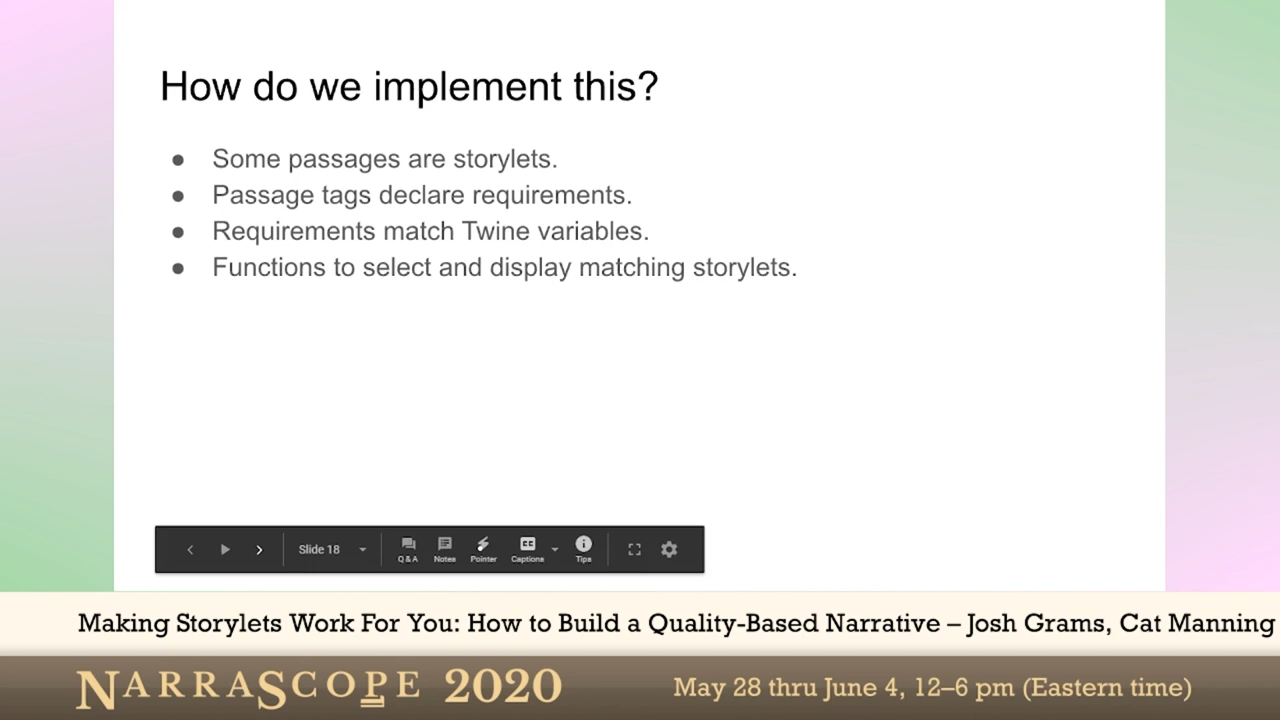 How do we implement this?
● Some passages are storylets.
● Passage tags declare requirements.
● Requirements match Twine variables.
● Functions to select and display matching storylets.
Slide 18
Q&A Notes Pointer Captions Tips
Making Storylets Work For You: How to Build a Quality-Based Narrative – Josh Grams, Cat Manning
NARRASCOPE 2020
May 28 thru June 4, 12–6 pm (Eastern time)